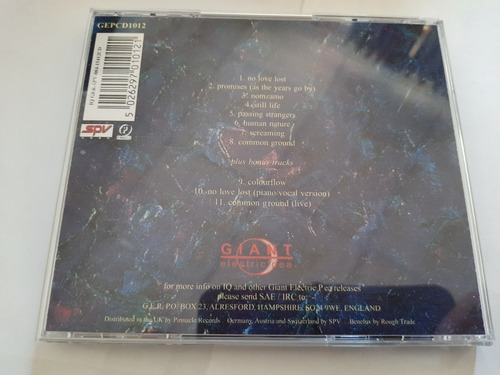 GEPCD1012
5 026297 010121
SPV
1. no love lost
2. promises (as the years go by)
3. nomzamo
4. still life
5. passing strangers
6. human nature
7. screaming
8. common ground
plus bonus tracks
9. colourflow
10. no love lost (piano/vocal version)
11. common ground (live)
GIANT
electric pea
for more info on IQ and other Giant Electric Pea releases
please send SAE / IRC to:
G.E.P. PO BOX 23, ALRESFORD, HAMPSHIRE, SO24 9WE, ENGLAND
Distributed in the UK by Pinnacle Records Germany, Austria and Switzerland by SPV Benelux by Rough Trade